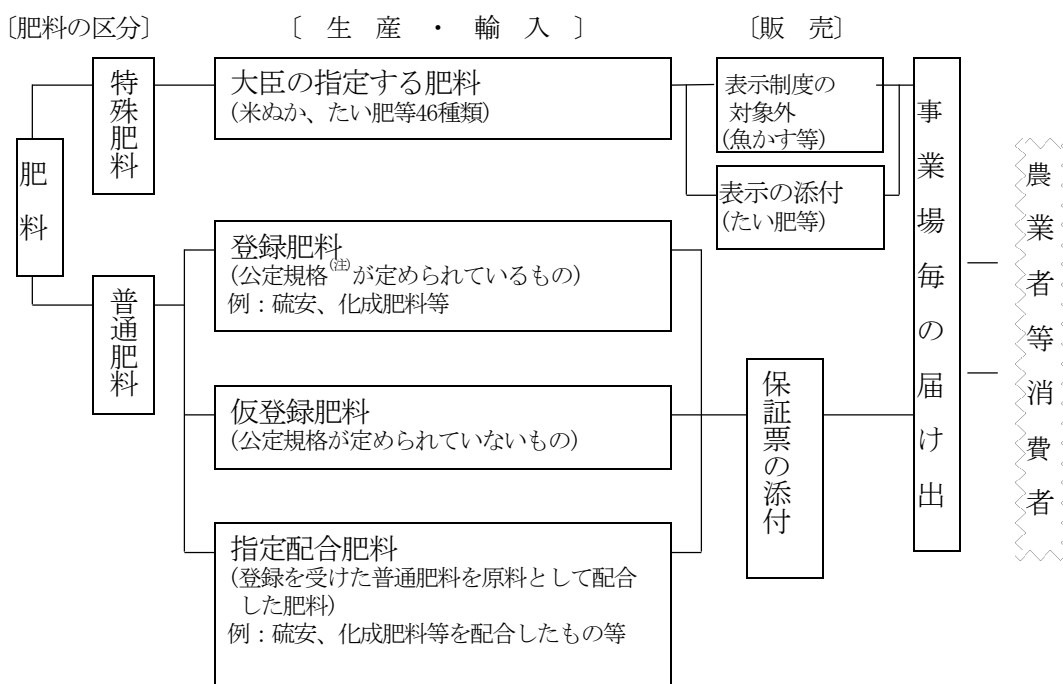 〔肥料の区分〕
〔 生 産 ・ 輸 入 〕
〔販 売〕
肥料
特殊肥料
大臣の指定する肥料
(米ぬか、たい肥等46種類)
表示制度の
対象外
(魚かす等)
表示の添付
(たい肥等)
普通肥料
登録肥料
(公定規格(注)が定められているもの)
例：硫安、化成肥料等
仮登録肥料
(公定規格が定められていないもの)
指定配合肥料
(登録を受けた普通肥料を原料として配合
した肥料)
例：硫安、化成肥料等を配合したもの等
保証票の添付
事業場毎の届け出
農業者等消費者